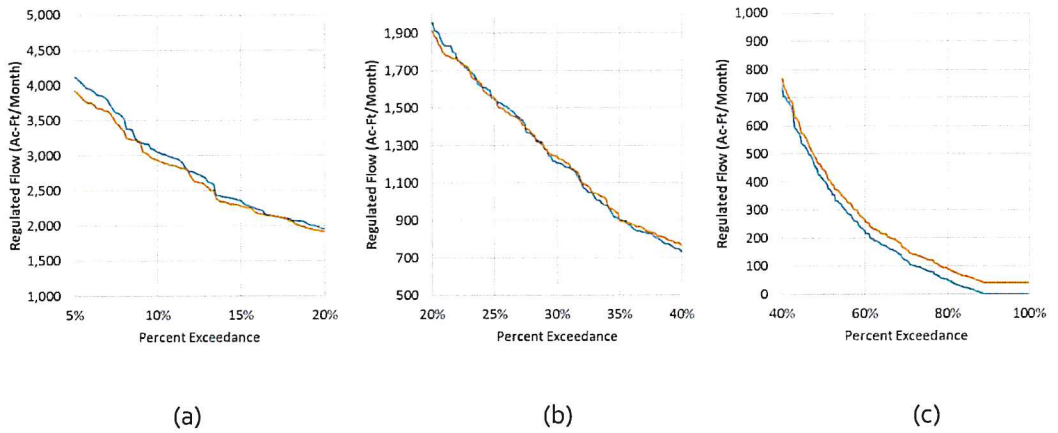 Regulated Flow (Ac-Ft/Month)
5,000
4,500
4,000
3,500
3,000
2,500
2,000
1,500
1,000
5% 10% 15% 20%
Percent Exceedance
(a)
Regulated Flow (Ac-Ft/Month)
1,900
1,700
1,500
1,300
1,100
900
700
500
20% 25% 30% 35% 40%
Percent Exceedance
(b)
Regulated Flow (Ac-Ft/Month)
1,000
900
800
700
600
500
400
300
200
100
0
40% 60% 80% 100%
Percent Exceedance
(c)